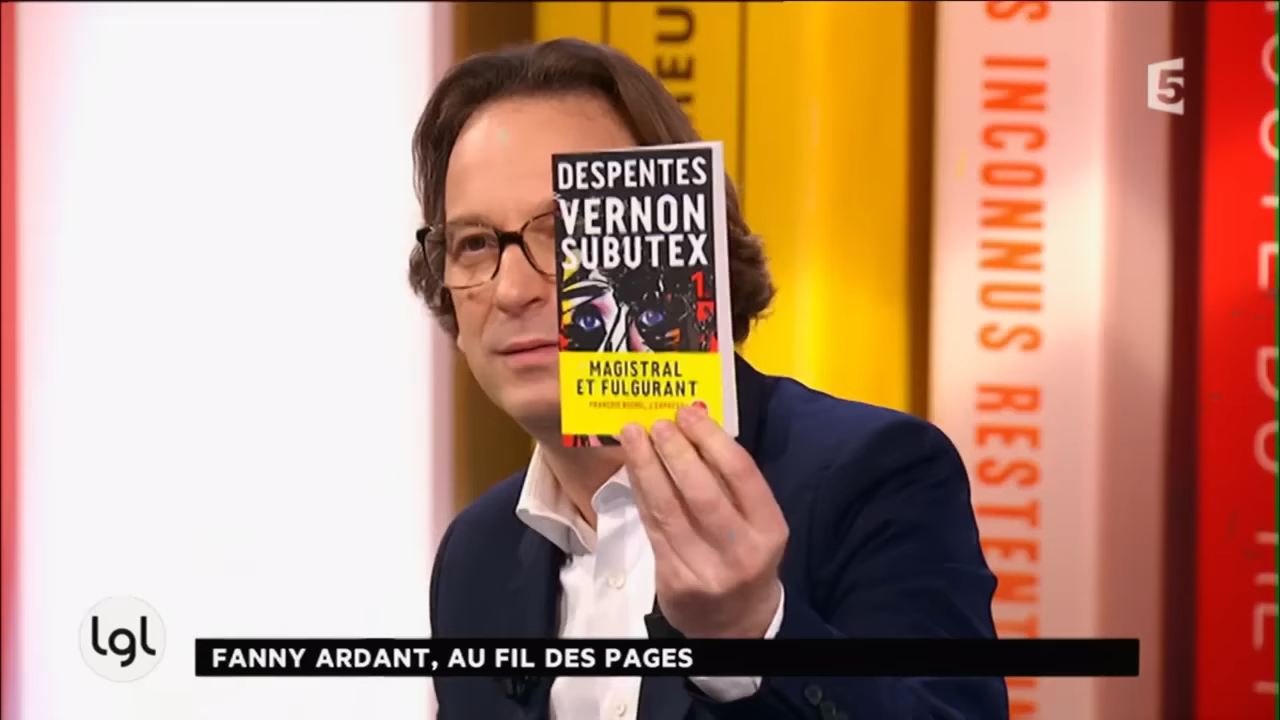 DESPENTES
VERNON
SUBUTEX
1
MAGISTRAL
ET FULGURANT
S INCONNUS RESTENT
5
lgl
FANNY ARDANT, AU FIL DES PAGES